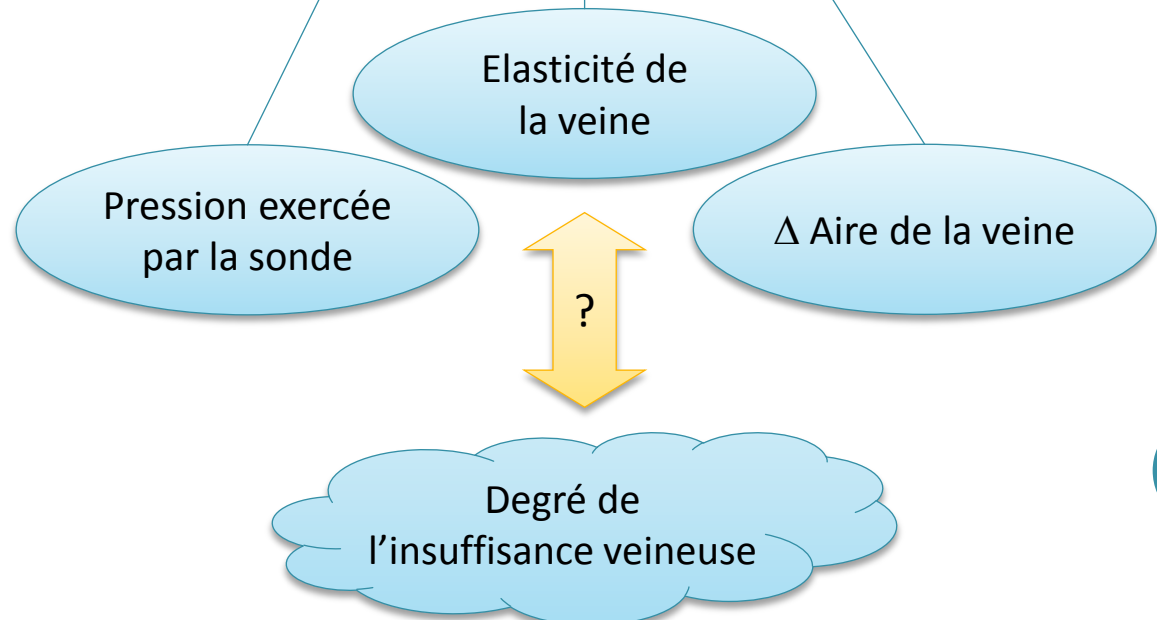 Elasticité de
la veine
Pression exercée
par la sonde
Δ Aire de la veine
?
Degré de
l’insuffisance veineuse